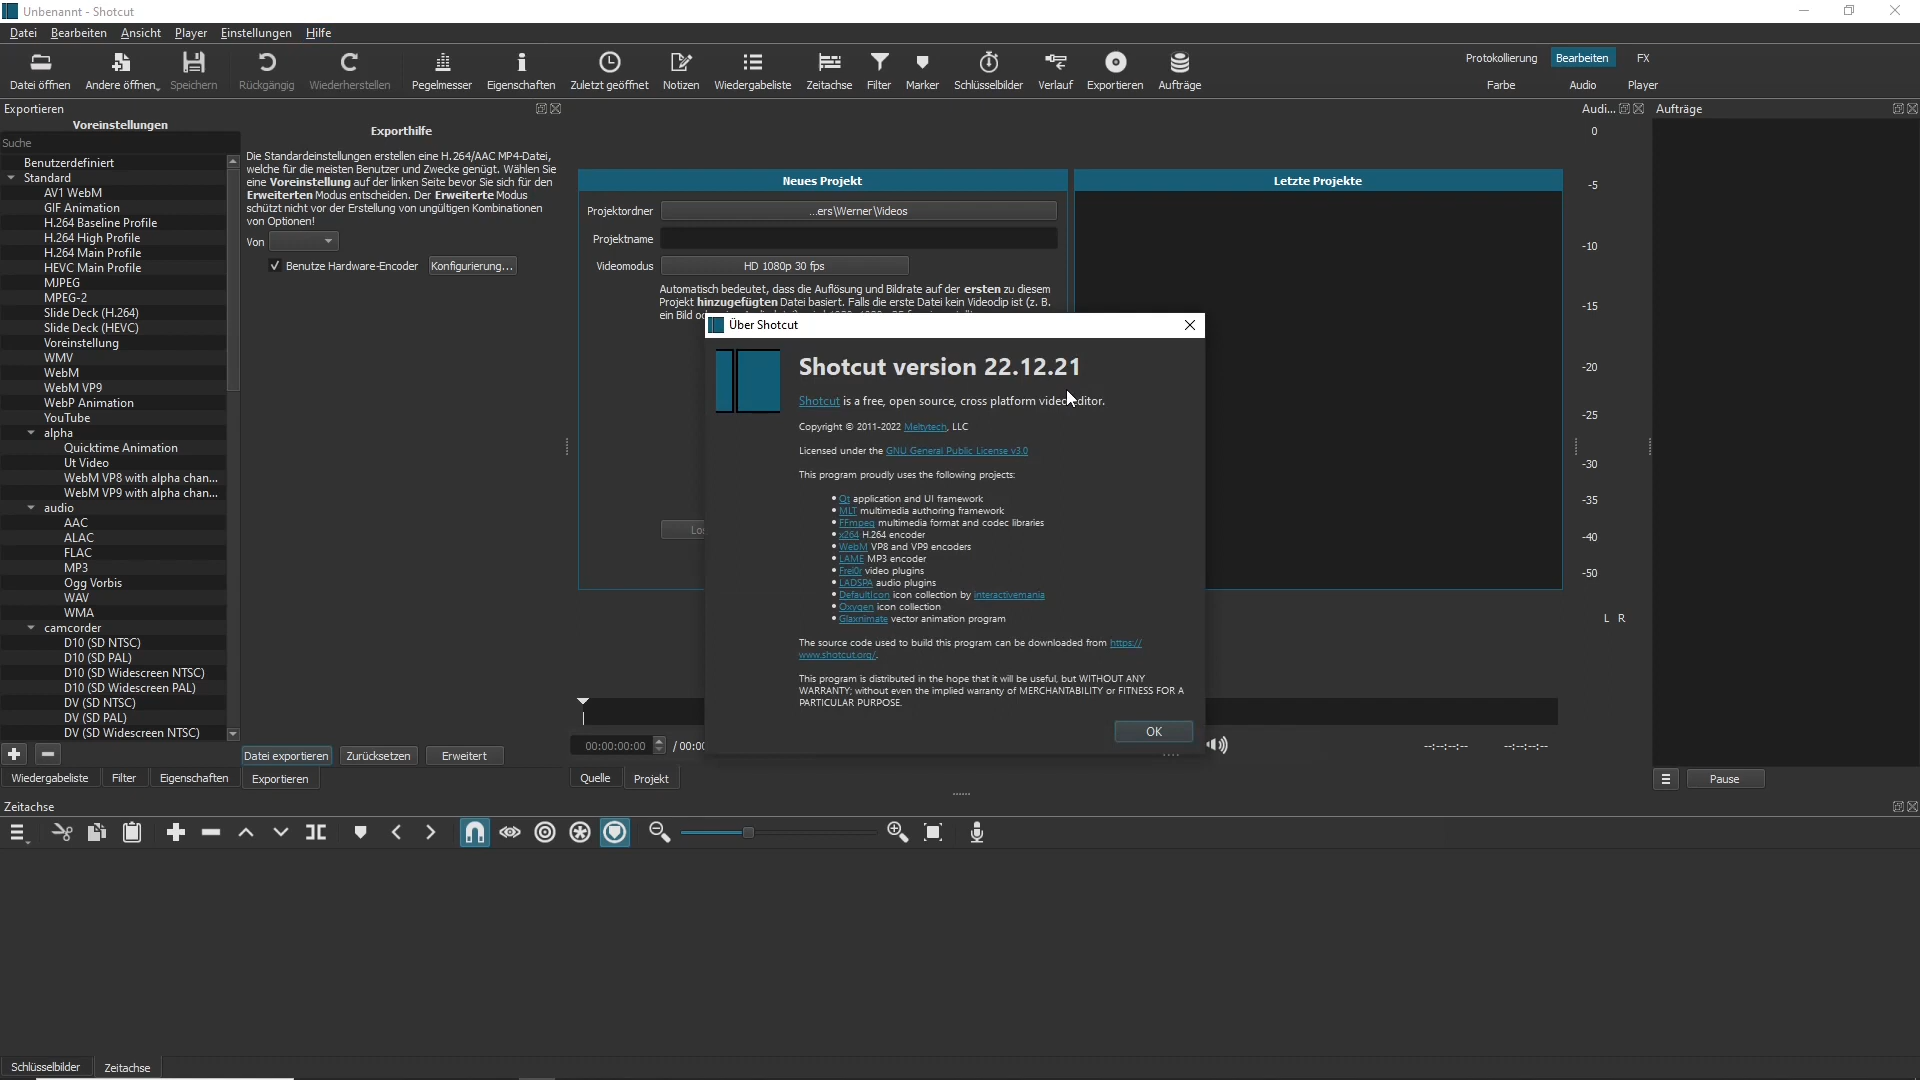 Unbenannt - Shotcut
Datei Bearbeiten Ansicht Player Einstellungen Hilfe
Datei öffnen Andere öffnen Speichern Rückgängig Wiederherstellen Pegelmesser Eigenschaften Zuletzt geöffnet Notizen Wiedergabeliste Zeitachse Filter Marker Schlüsselbilder Verlauf Exportieren Aufträge
Protokollierung Bearbeiten FX
Farbe Audio Player
Exportieren
Voreinstellungen
Suche
Benutzerdefiniert
Standard
AV1 WebM
GIF Animation
H.264 Baseline Profile
H.264 High Profile
H.264 Main Profile
HEVC Main Profile
MJPEG
MPEG-2
Slide Deck (H.264)
Slide Deck (HEVC)
Voreinstellung
WMV
WebM
WebM VP9
WebP Animation
YouTube
alpha
Quicktime Animation
Ut Video
WebM VP8 with alpha chan...
WebM VP9 with alpha chan...
audio
AAC
ALAC
FLAC
MP3
Ogg Vorbis
WAV
WMA
camcorder
D10 (SD NTSC)
D10 (SD PAL)
D10 (SD Widescreen NTSC)
D10 (SD Widescreen PAL)
DV (SD NTSC)
DV (SD PAL)
DV (SD Widescreen NTSC)
Exporthilfe
Die Standardeinstellungen erstellen eine H.264/AAC MP4-Datei,
welche für die meisten Benutzer und Zwecke genügt. Wählen Sie
eine Voreinstellung auf der linken Seite bevor Sie sich für den
Erweiterten Modus entscheiden. Der Erweiterte Modus
schützt nicht vor der Erstellung von ungültigen Kombinationen
von Optionen!
Von
Benutze Hardware-Encoder Konfigurierung...
Datei exportieren Zurücksetzen Erweitert
Wiedergabeliste Filter Eigenschaften Exportieren
Neues Projekt
Projektordner ...ers\Werner\Videos
Projektname
Videomodus HD 1080p 30 fps
Automatisch bedeutet, dass die Auflösung und Bildrate auf der ersten zu diesem
Projekt hinzugefügten Datei basiert. Falls die erste Datei kein Videoclip ist (z. B.
ein Bild
Letzte Projekte
Über Shotcut
Shotcut version 22.12.21
Shotcut is a free, open source, cross platform video editor.
Copyright © 2011-2022 Meltytech, LLC
Licensed under the GNU General Public License v3.0
This program proudly uses the following projects:
• Qt application and UI framework
• MLT multimedia authoring framework
• FFmpeg multimedia format and codec libraries
• x264 H.264 encoder
• WebM VP8 and VP9 encoders
• LAME MP3 encoder
• Frei0r video plugins
• LADSPA audio plugins
• DefaultIcon icon collection by interactivemania
• Oxygen icon collection
• Glaxnimate vector animation program
The source code used to build this program can be downloaded from https://
www.shotcut.org/.
This program is distributed in the hope that it will be useful, but WITHOUT ANY
WARRANTY; without even the implied warranty of MERCHANTABILITY or FITNESS FOR A
PARTICULAR PURPOSE.
OK
00:00:00:00 / 00:00
--:--:--:-- --:--:--:--
Quelle Projekt
Audi...
0
-5
-10
-15
-20
-25
-30
-35
-40
-50
L R
Aufträge
Pause
Zeitachse
Schlüsselbilder Zeitachse